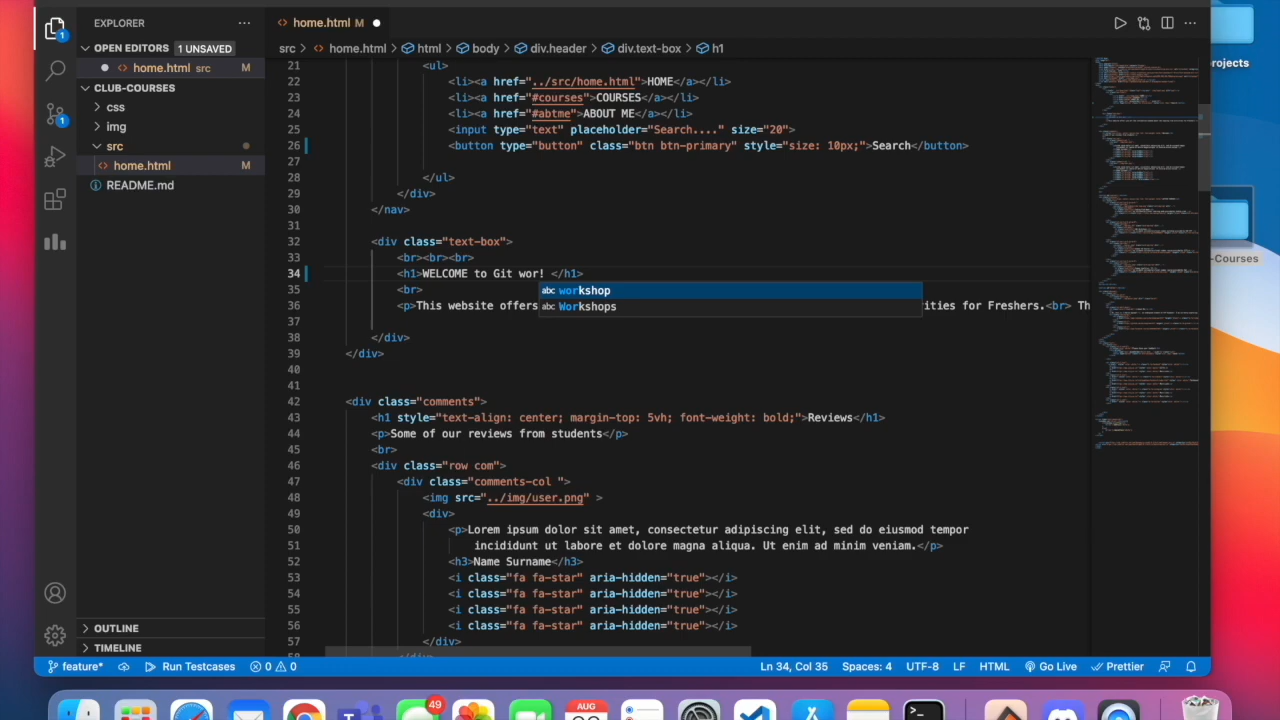 EXPLORER
home.html M
OPEN EDITORS 1 UNSAVED
home.html src M
CLUB-COURSES
css
img
src
home.html M
README.md
OUTLINE
TIMELINE
1
1
src > home.html > html > body > div.header > div.text-box > h1
21 <ul>
22 <a href="../src/home.html">HOME</a></li>
23 <li><a href="#courses">COURSES</a></li>
24 <li><a href="#abtme">ABOUT ME</a></li>
25 <input type="text" placeholder="Search...." size="20">
26 <button type="button" class="btn btn-primary" style="size: 10px;">Search</button>
27
28 </ul>
29 </div>
30 </nav>
31
32 <div class="text-box">
33 <br><br><br>
34 <h1>WELCOME to Git wor! </h1>
abc workshop
abc Workshops
35 <br>
36 <p>This website offers ities for Freshers.<br> Th
37
38 </div>
39 </div>
40
41
42 <div class="comments">
43 <h1 style="text-align: center; margin-top: 5vh; font-weight: bold;">Reviews</h1>
44 <p>Some of our reviews from students</p>
45 <br>
46 <div class="row com">
47 <div class="comments-col ">
48 <img src="../img/user.png" >
49 <div>
50 <p>Lorem ipsum dolor sit amet, consectetur adipiscing elit, sed do eiusmod tempor
51 incididunt ut labore et dolore magna aliqua. Ut enim ad minim veniam.</p>
52 <h3>Name Surname</h3>
53 <i class="fa fa-star" aria-hidden="true"></i>
54 <i class="fa fa-star" aria-hidden="true"></i>
55 <i class="fa fa-star" aria-hidden="true"></i>
56 <i class="fa fa-star" aria-hidden="true"></i>
57 </div>
feature* Run Testcases 0 0 Ln 34, Col 35 Spaces: 4 UTF-8 LF HTML Go Live Prettier
rojects
-Courses
49
AUG